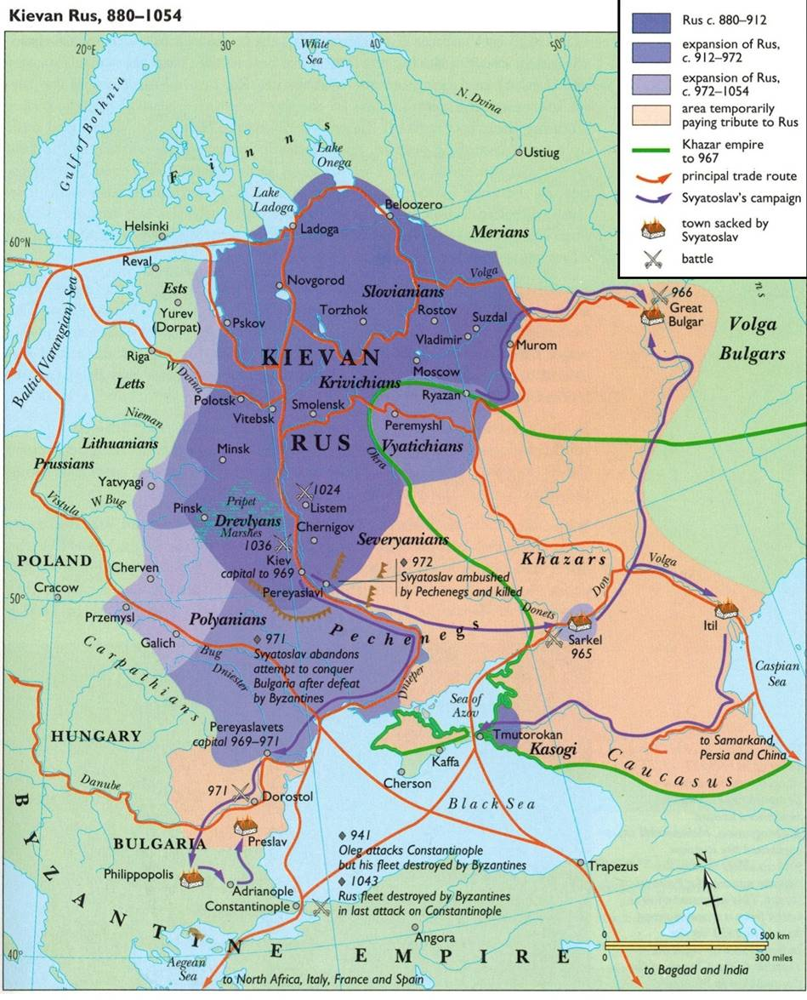 Kievan Rus, 880–1054
Rus c. 880–912
expansion of Rus,
c. 912–972
expansion of Rus,
c. 972–1054
area temporarily
paying tribute to Rus
Khazar empire
to 967
principal trade route
Svyatoslav's campaign
town sacked by
Svyatoslav
battle
20°E
30°
40°
50°
White
Sea
N. Dvina
Gulf of Bothnia
Finns
Lake
Onega
Ustiug
Lake
Ladoga
Beloozero
Helsinki
Ladoga
Merians
60°N
Reval
Novgorod
Volga
Ests
Slovianians
966
Great
Bulgar
ns
Yurev
(Dorpat)
Pskov
Torzhok
Rostov
Suzdal
Volga
Bulgars
Vladimir
Murom
Baltic (Varangian) Sea
Riga
KIEVAN
Moscow
W Dvina
Letts
Krivichians
Ryazan
Polotsk
Vitebsk
Smolensk
Peremyshl
Nieman
Lithuanians
RUS
Vyatichians
Minsk
Okra
Prussians
Yatvyagi
1024
Listem
Vistula
W Bug
Pripet
Pinsk
Drevlyans
Marshes
Chernigov
1036
Severyanians
POLAND
Cherven
Kiev
capital to 969
972
Svyatoslav ambushed
by Pechenegs and killed
Khazars
Volga
Cracow
50°
Pereyaslavl
Don
Przemysl
Polyanians
Donets
Itil
Galich
Pechenegs
Sarkel
965
Carpathians
Bug
971
Svyatoslav abandons
attempt to conquer
Bulgaria after defeat
by Byzantines
Dniester
Dnieper
Caspian
Sea
Sea of
Azov
HUNGARY
Pereyaslavets
capital 969–971
Tmutorokan
Kasogi
to Samarkand,
Persia and China
Kaffa
Caucasus
Cherson
Danube
971
Dorostol
Black Sea
BULGARIA
Preslav
941
Oleg attacks Constantinople
but his fleet destroyed by Byzantines
1043
Rus fleet destroyed by Byzantines
in last attack on Constantinople
Trapezus
N
Philippopolis
Adrianople
Constantinople
Angora
BYZANTINE EMPIRE
0
500 km
0
300 miles
40°
Aegean
Sea
to North Africa, Italy, France and Spain
to Bagdad and India